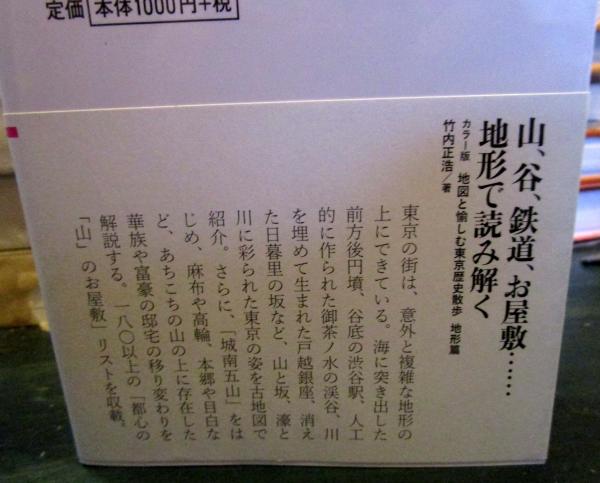 定価 本体1000円+税
山、谷、鉄道、お屋敷……
地形で読み解く
カラー版 地図と愉しむ東京歴史散歩 地形篇
竹内正浩/著
東京の街は、意外と複雑な地形の
上にできている。海に突き出した
前方後円墳、谷底の渋谷駅、人工
的に作られた御茶ノ水の渓谷、川
を埋めて生まれた戸越銀座、消え
た日暮里の坂など、山と坂、濠と
川に彩られた東京の姿を古地図で
紹介。さらに、「城南五山」をは
じめ、麻布や高輪、本郷や目白な
ど、あちこちの山の上に存在した
華族や富豪の邸宅の移り変わりを
解説する。一八〇以上の「都心の
「山」のお屋敷」リストを収載。